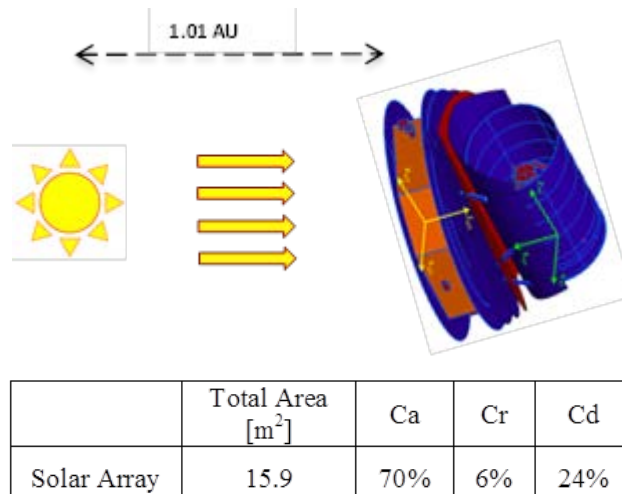 1.01 AU
Total Area
[m²]
Ca
Cr
Cd
Solar Array
15.9
70%
6%
24%